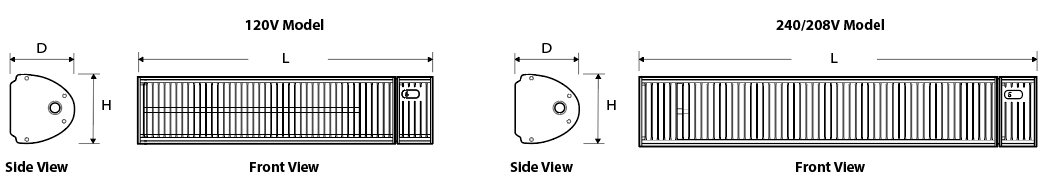 120V Model
240/208V Model
D
L
H
D
L
H
Side View
Front View
Side View
Front View